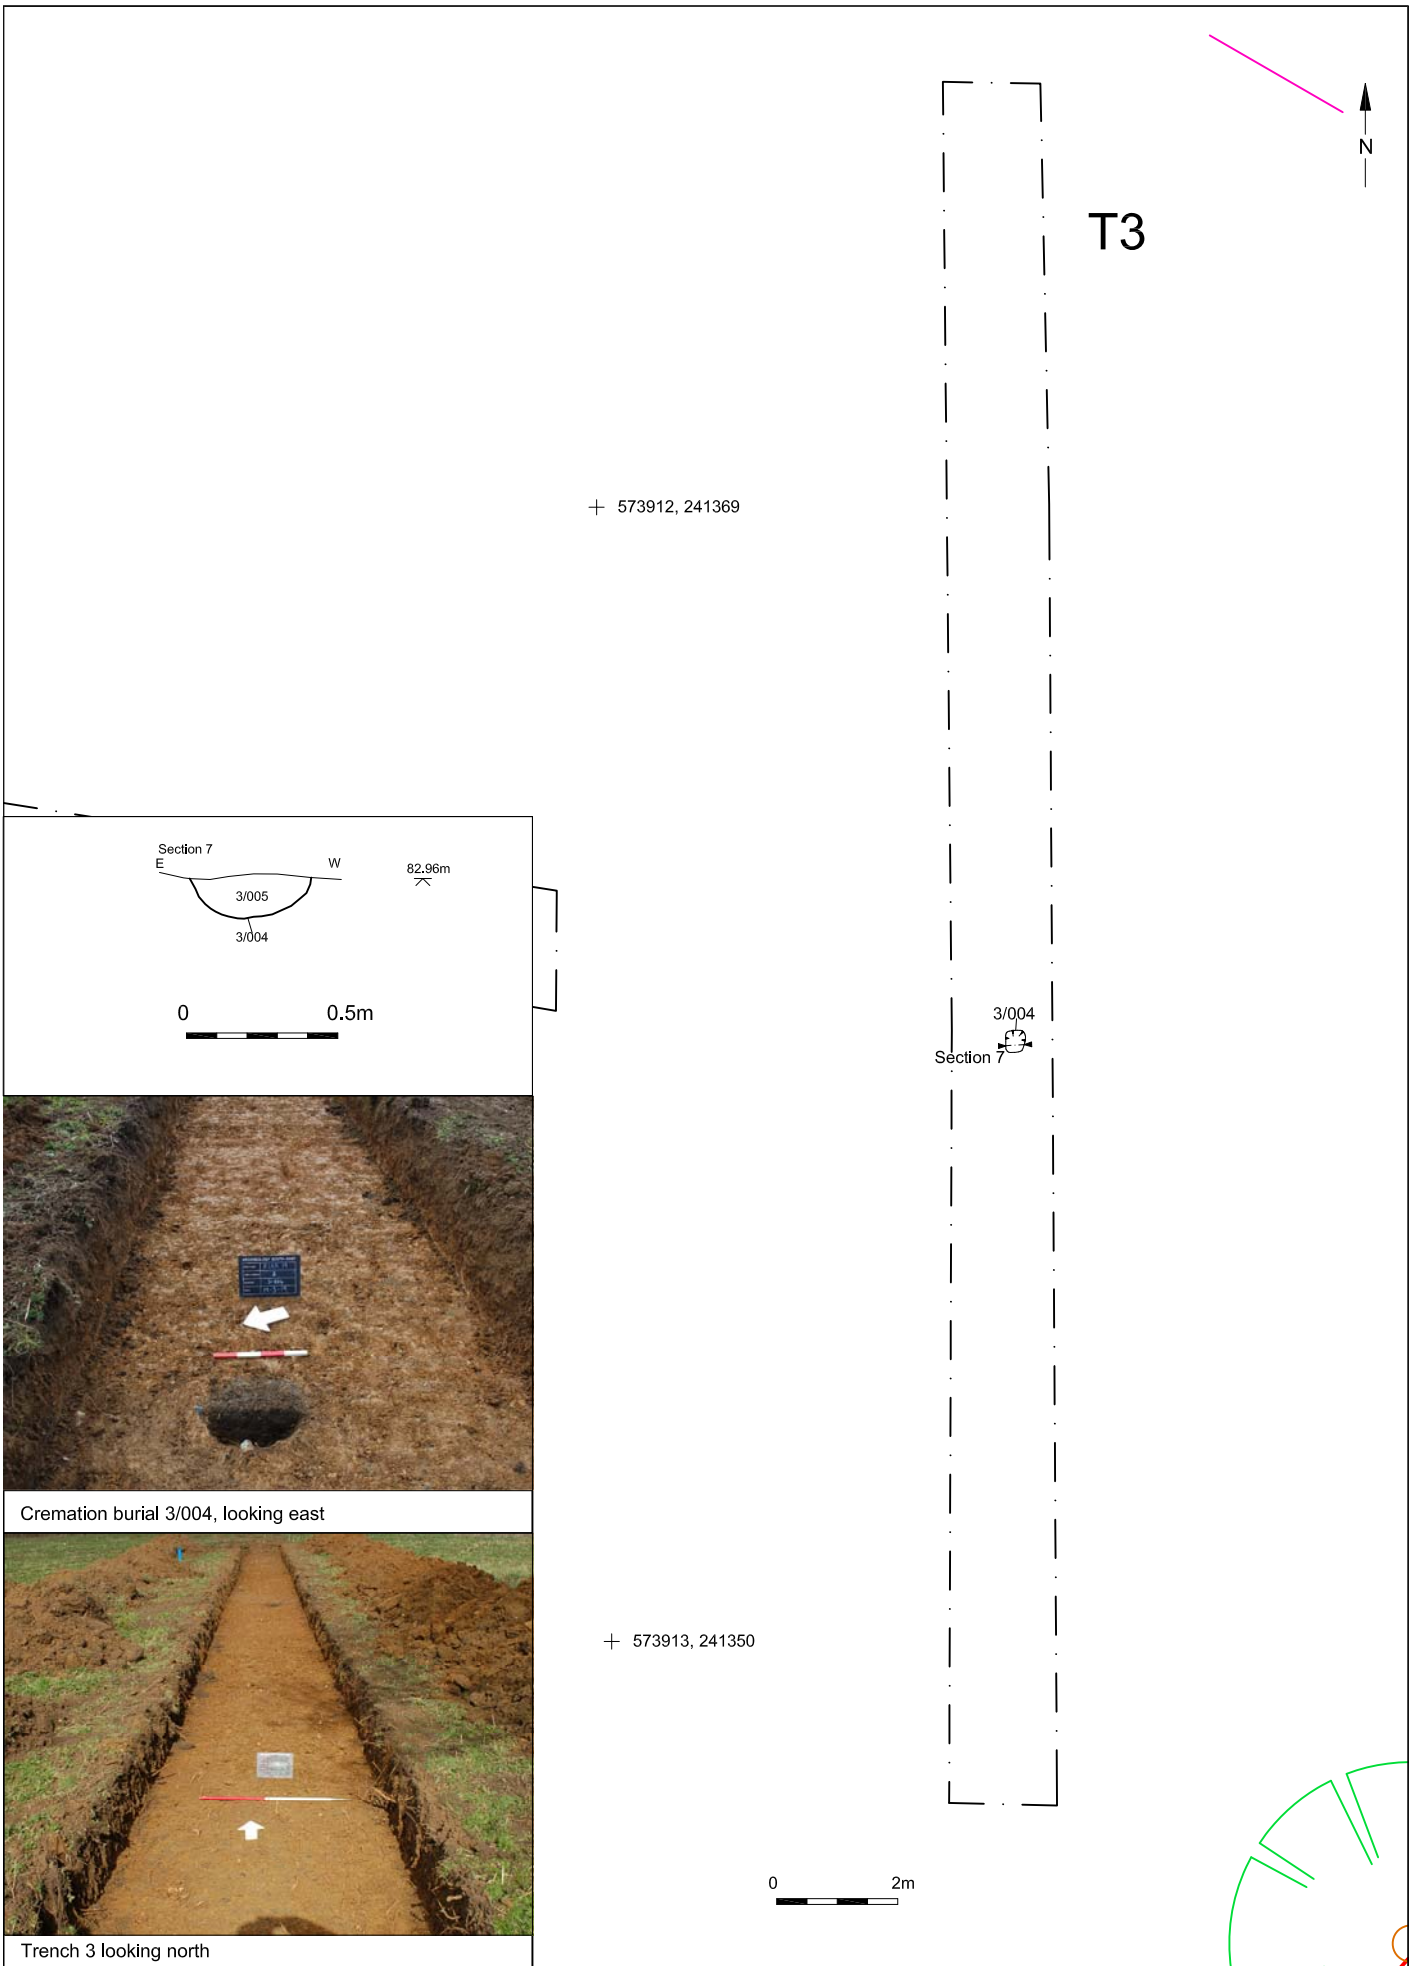 N
T3
573912, 241369
Section 7
E
W
82.96m
3/005
3/004
0
0.5m
3/004
Section 7
Cremation burial 3/004, looking east
573913, 241350
0
2m
Trench 3 looking north